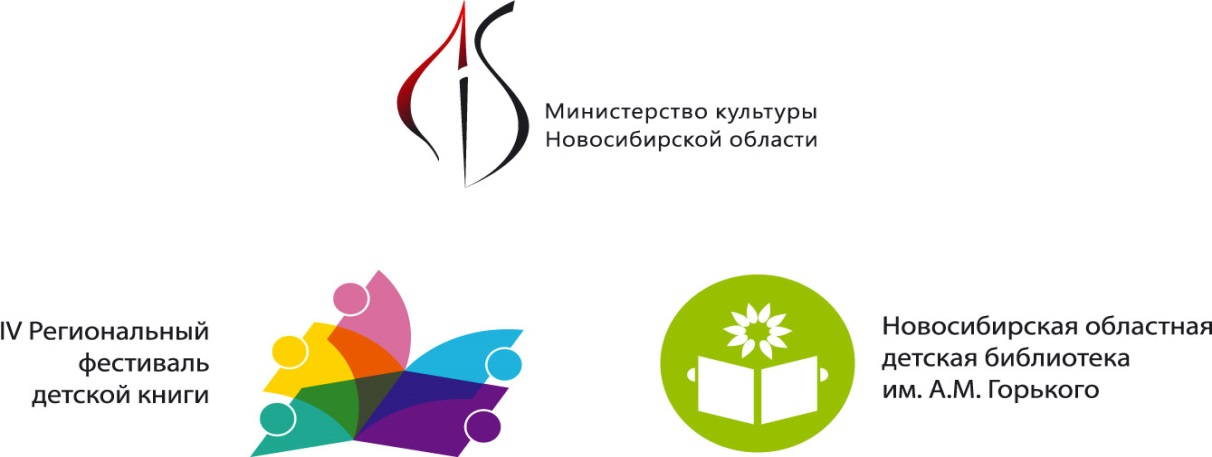 Министерство культуры
Новосибирской области
IV Региональный
фестиваль
детской книги
Новосибирская областная
детская библиотека
им. А.М. Горького